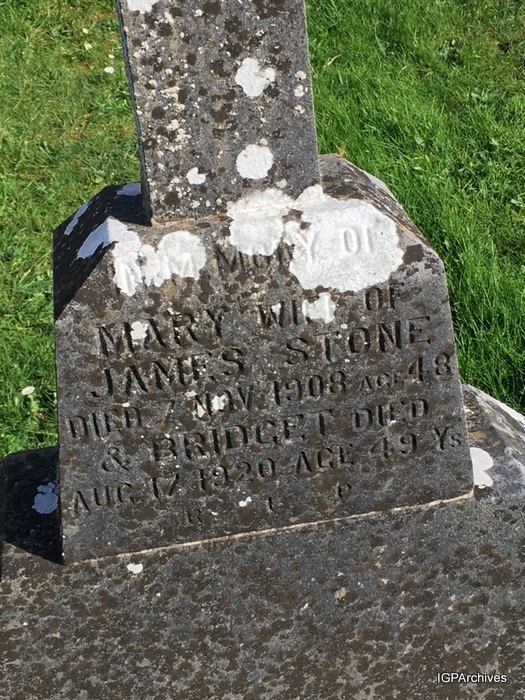 IN MEMORY OF
MARY WIFE OF
JAMES STONE
DIED 7 NOV. 1908 AGE 48
& BRIDGET DIED
AUG. 17 1920 AGE 49 Ys
R I P
IGPArchives